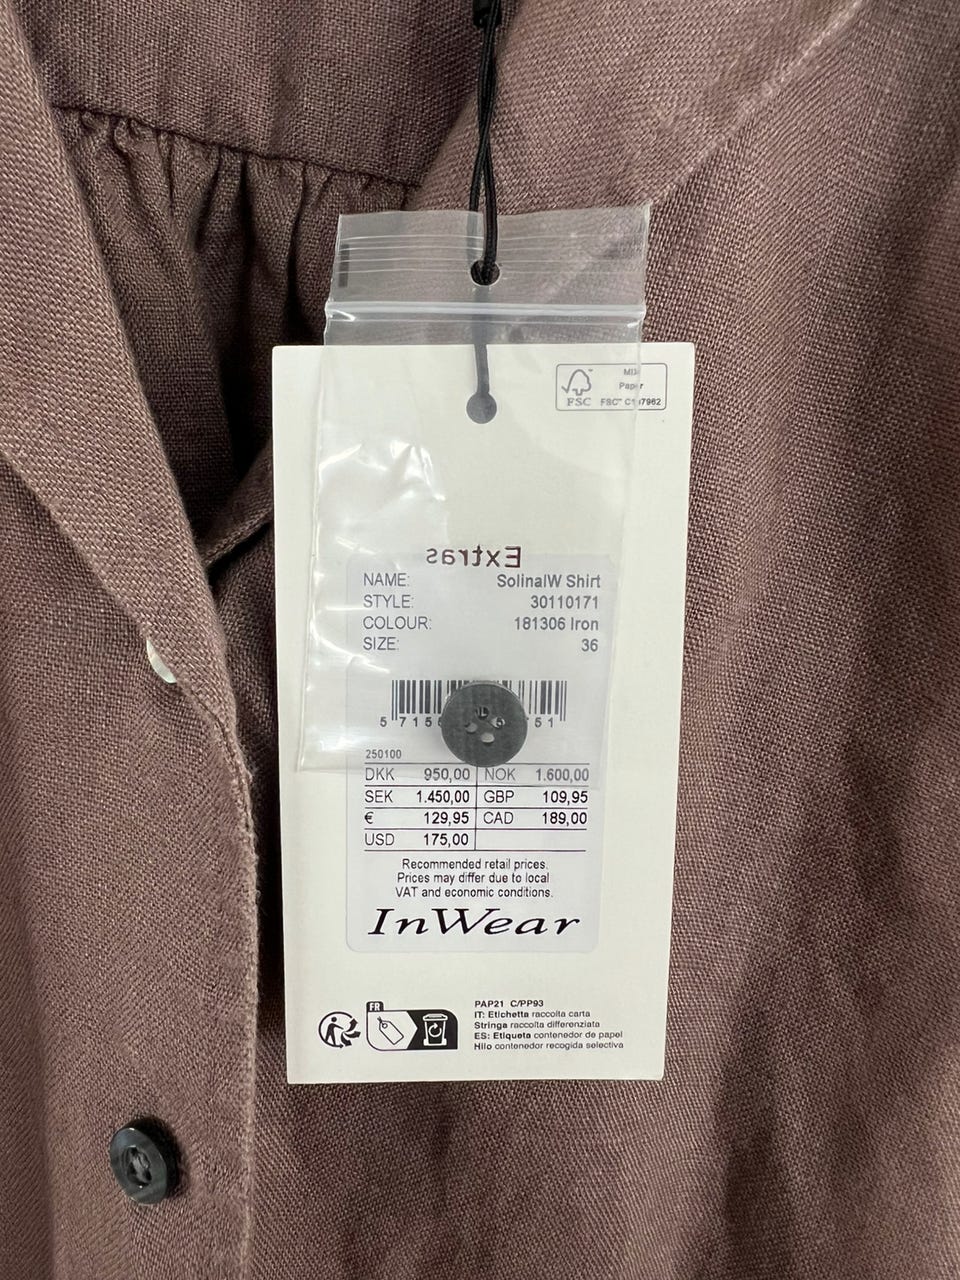 MIX
Paper
FSC
Extras
NAME: SolinaIW Shirt
STYLE: 30110171
COLOUR: 181306 Iron
SIZE: 36
250100
DKK 950,00 NOK 1.600,00
SEK 1.450,00 GBP 109,95
€ 129,95 CAD 189,00
USD 175,00
Recommended retail prices.
Prices may differ due to local
VAT and economic conditions.
InWear
FR
PAP21 C/PP93
IT: Etichetta raccolta carta
Stringa raccolta differenziata
ES: Etiqueta contenedor de papel
Hilo contenedor recogida selectiva